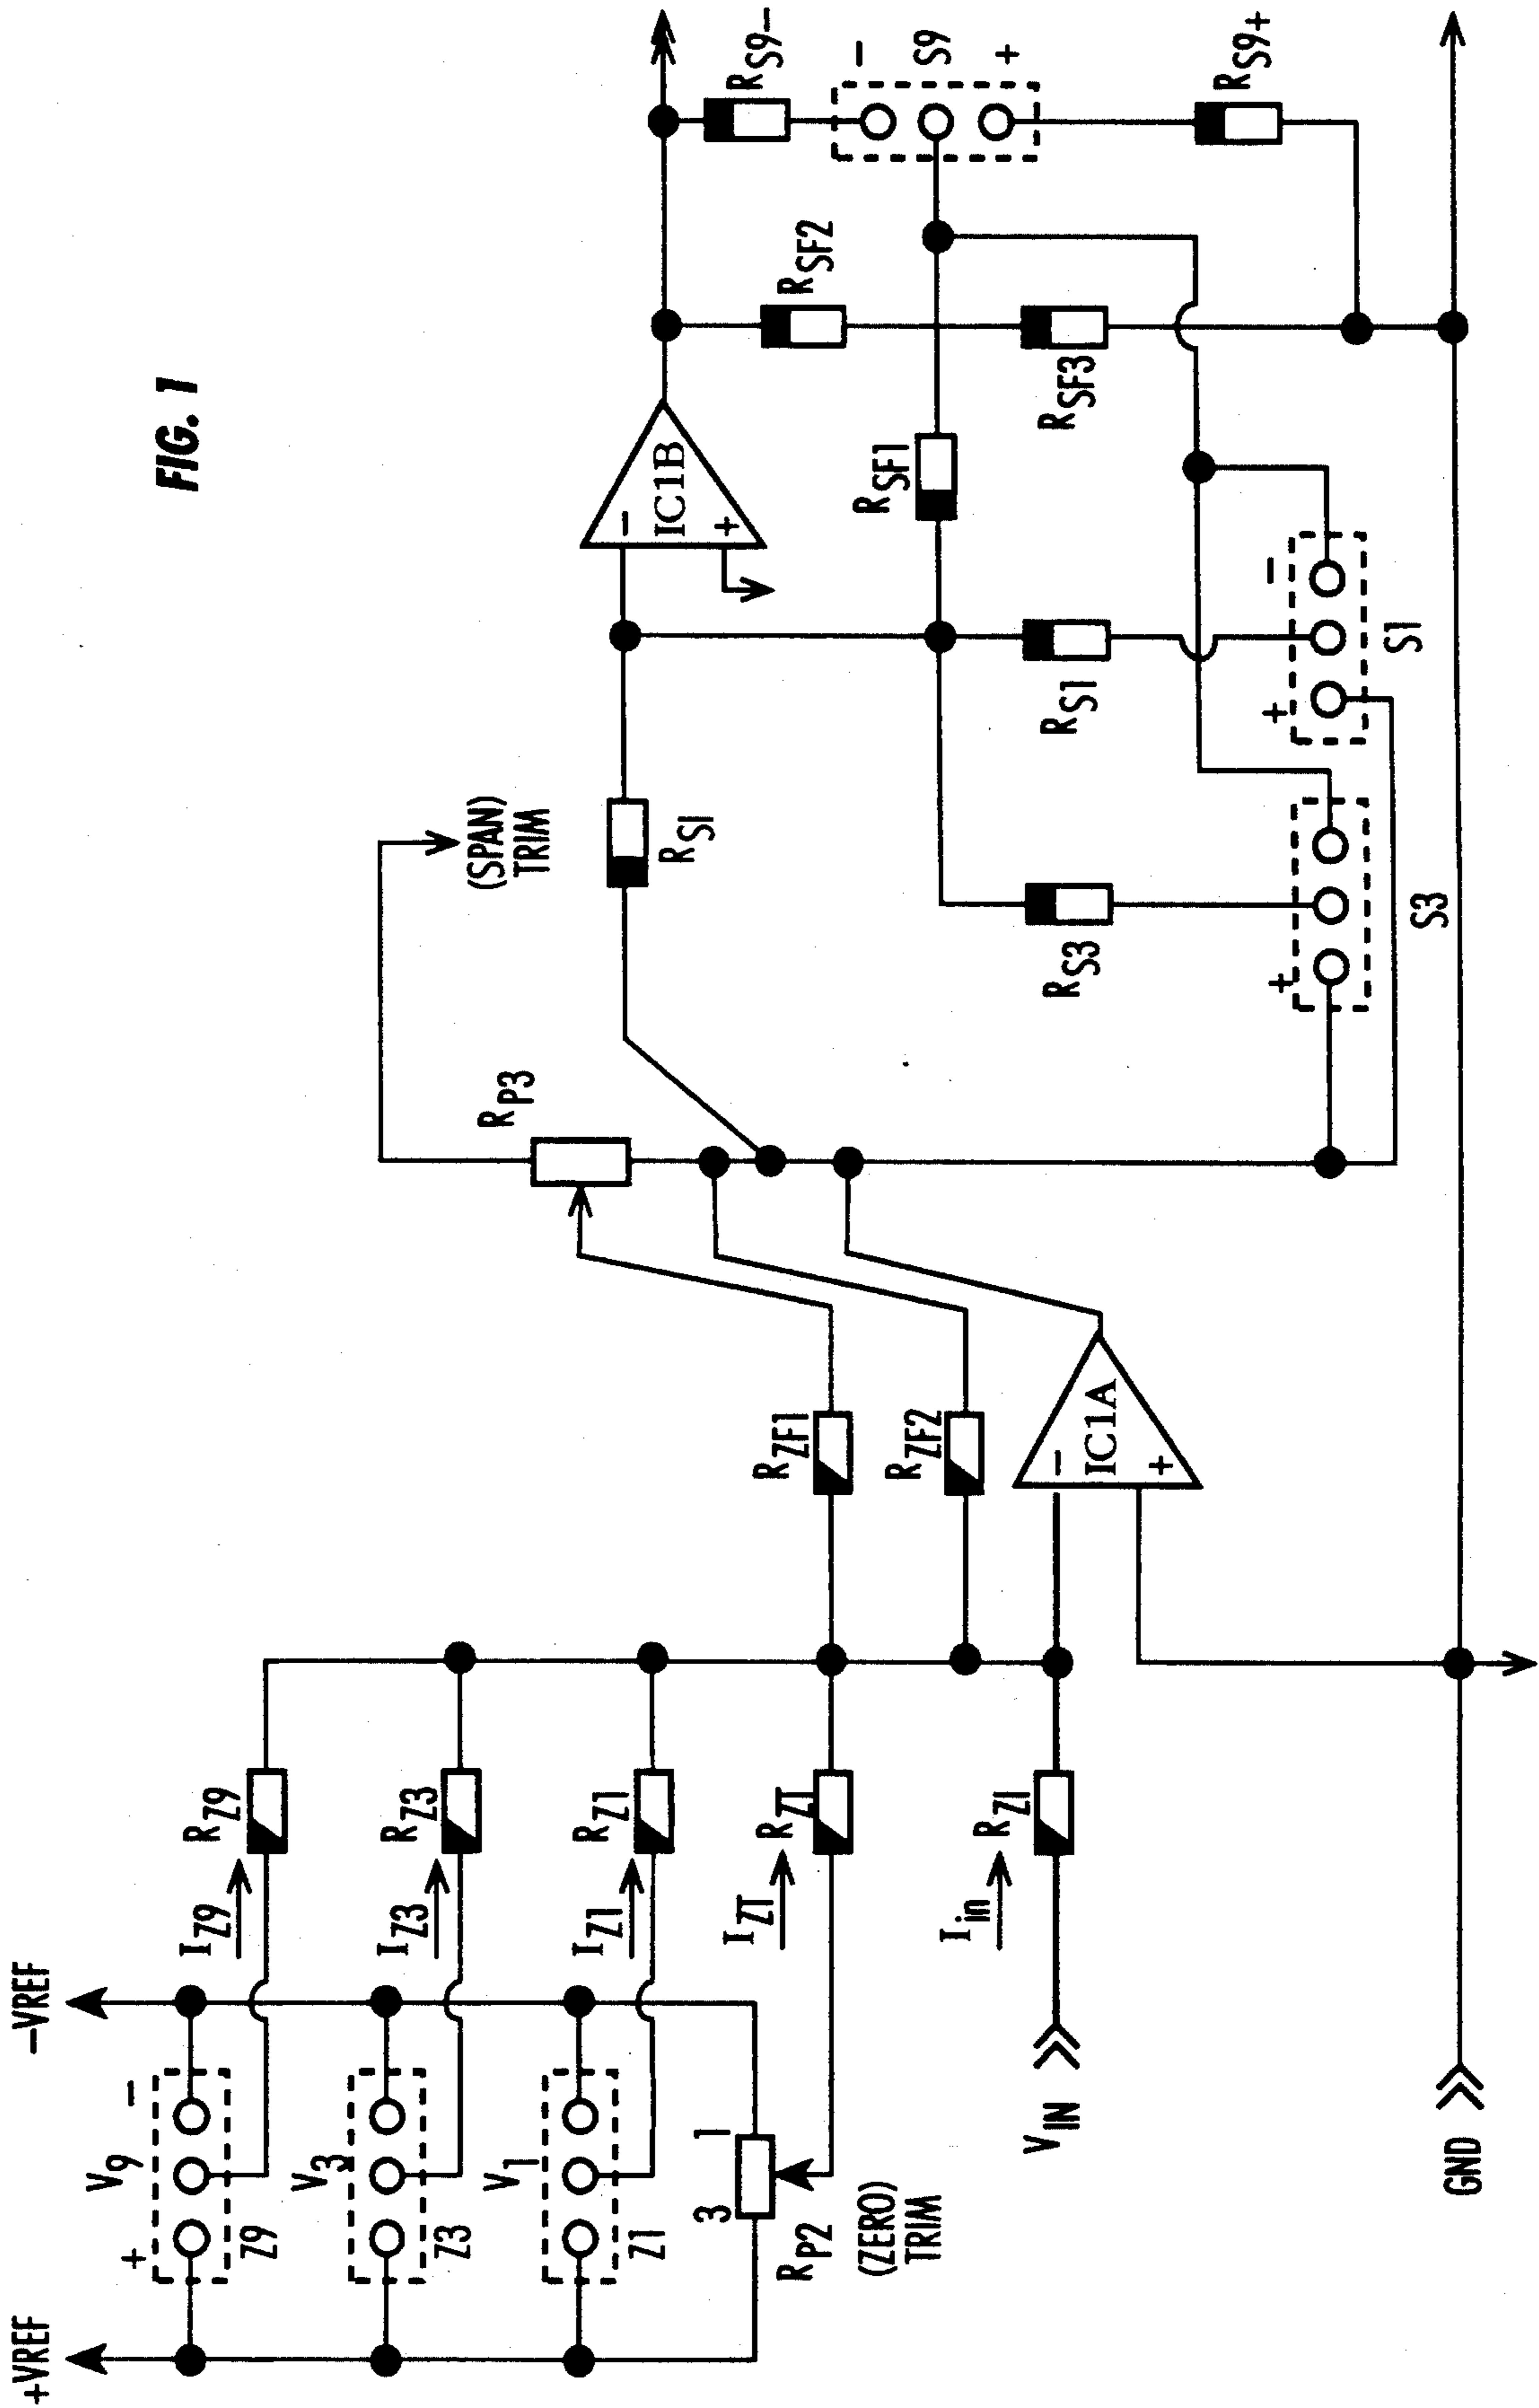 FIG. 1
+VREF
-VREF
V9
+
-
Z9
IZ9
RZ9
V3
Z3
IZ3
RZ3
V1
Z1
IZ1
RZ1
3
1
RP2
(ZERO)
TRIM
IZT
RZT
VIN
Iin
RZI
GND
RZF1
RZF2
-
IC1A
+
RP3
(SPAN)
TRIM
RSI
-
IC1B
+
RSF1
RS1
RS3
+
S3
+
-
S1
RSF2
RSF3
RS9-
-
S9
+
RS9+